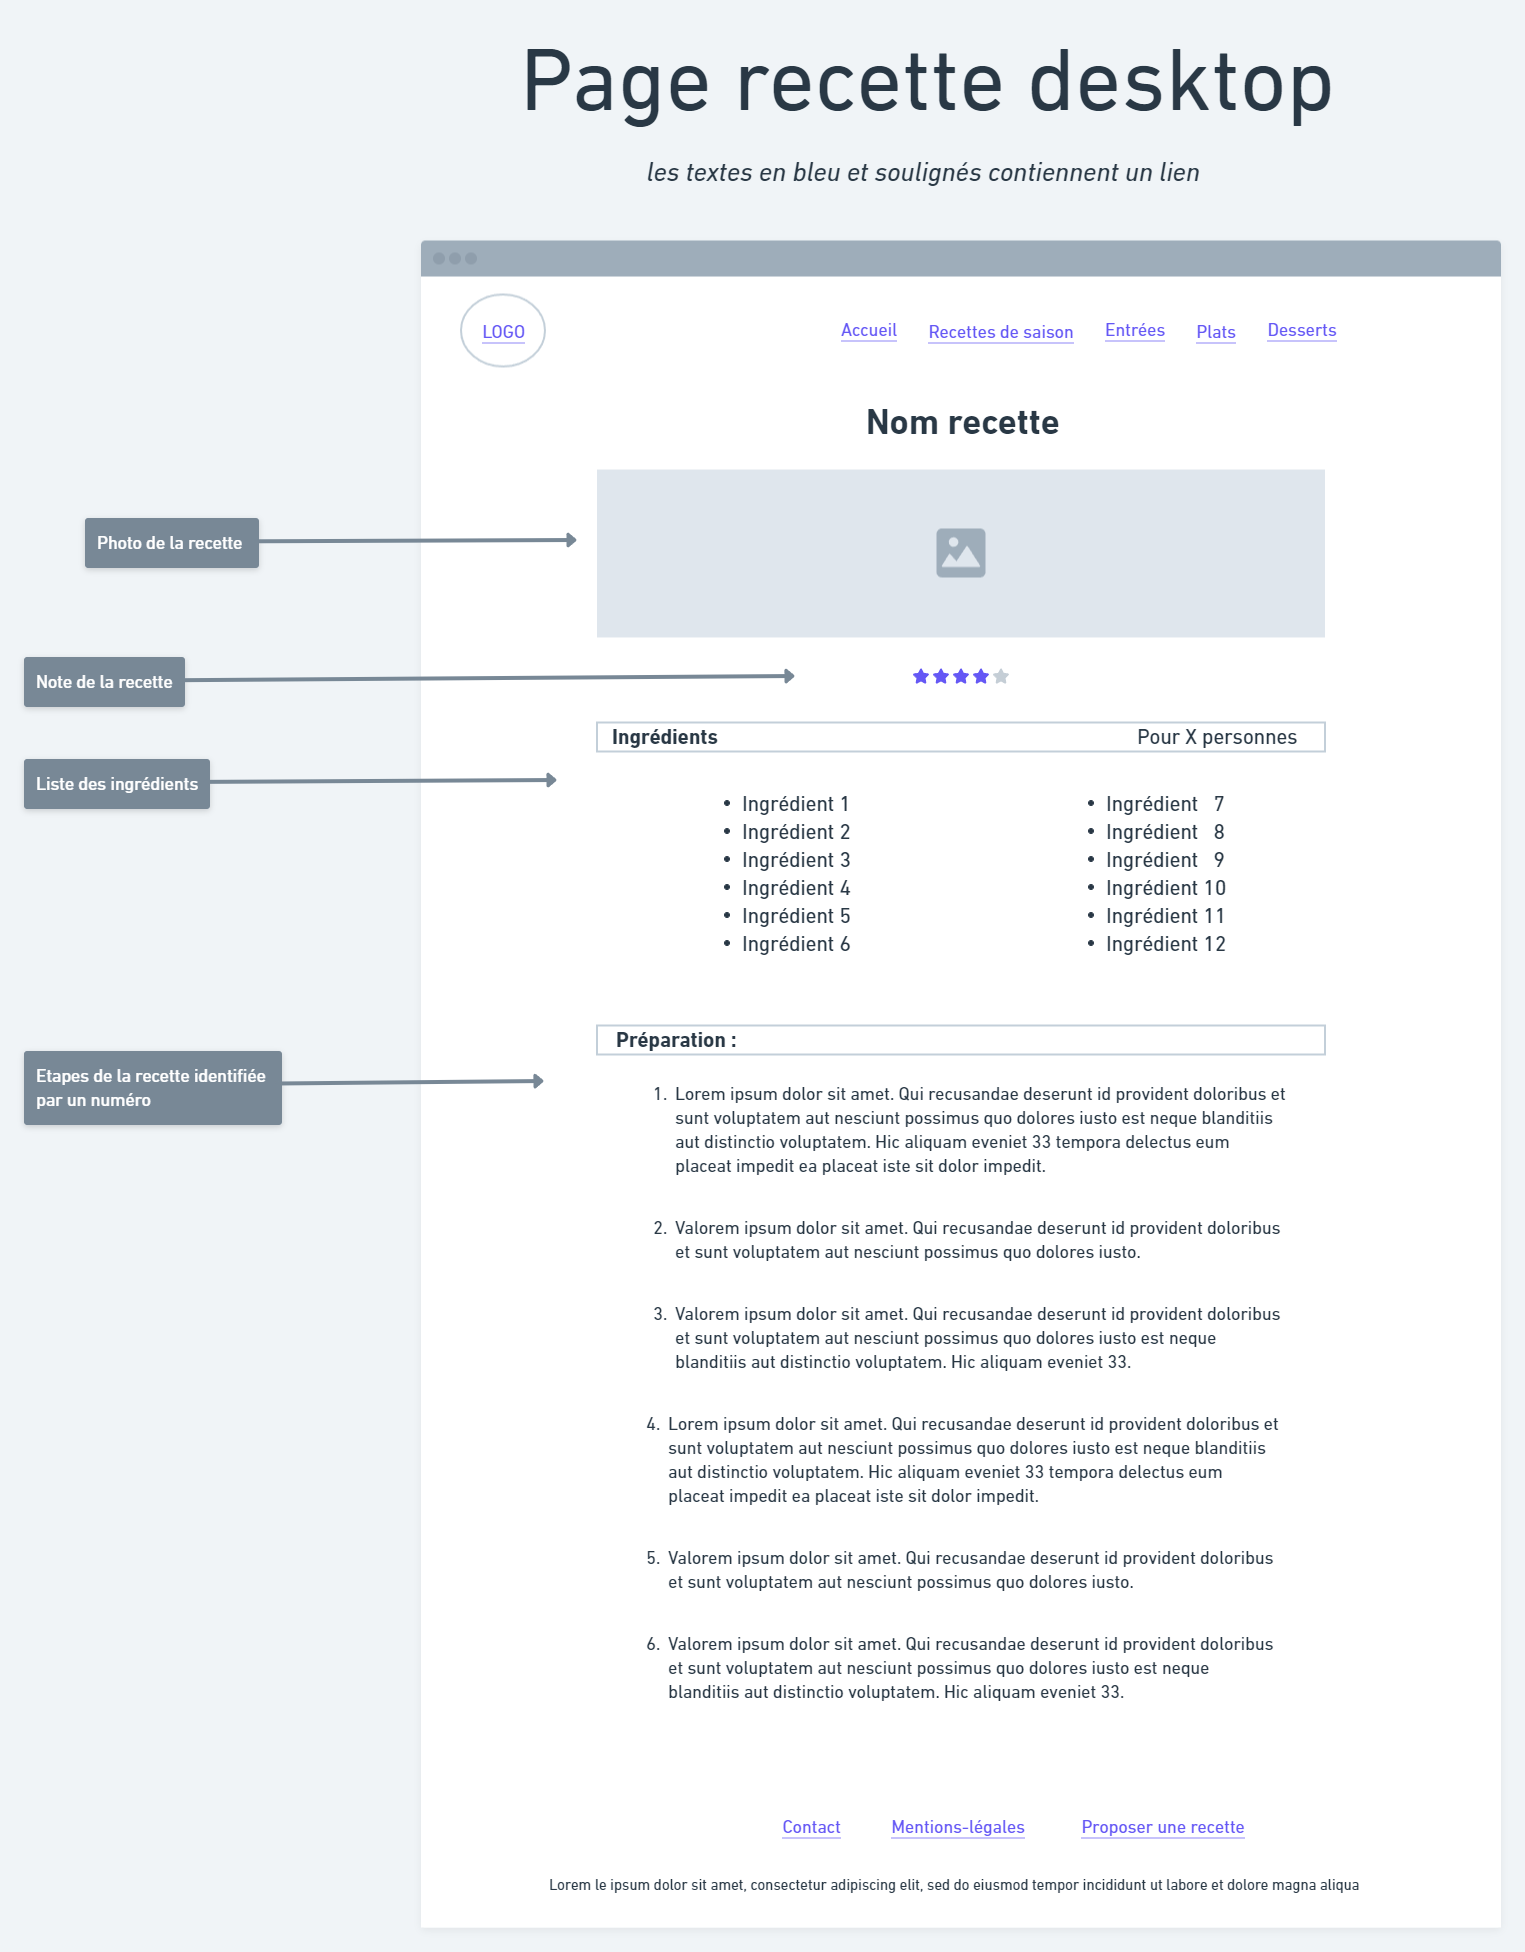 Page recette desktop
les textes en bleu et soulignés contiennent un lien
LOGO
Accueil Recettes de saison Entrées Plats Desserts
Nom recette
Photo de la recette
Note de la recette
Ingrédients Pour X personnes
Liste des ingrédients
• Ingrédient 1
• Ingrédient 2
• Ingrédient 3
• Ingrédient 4
• Ingrédient 5
• Ingrédient 6
• Ingrédient 7
• Ingrédient 8
• Ingrédient 9
• Ingrédient 10
• Ingrédient 11
• Ingrédient 12
Préparation :
Etapes de la recette identifiée
par un numéro
1. Lorem ipsum dolor sit amet. Qui recusandae deserunt id provident doloribus et
sunt voluptatem aut nesciunt possimus quo dolores iusto est neque blanditiis
aut distinctio voluptatem. Hic aliquam eveniet 33 tempora delectus eum
placeat impedit ea placeat iste sit dolor impedit.
2. Valorem ipsum dolor sit amet. Qui recusandae deserunt id provident doloribus
et sunt voluptatem aut nesciunt possimus quo dolores iusto.
3. Valorem ipsum dolor sit amet. Qui recusandae deserunt id provident doloribus
et sunt voluptatem aut nesciunt possimus quo dolores iusto est neque
blanditiis aut distinctio voluptatem. Hic aliquam eveniet 33.
4. Lorem ipsum dolor sit amet. Qui recusandae deserunt id provident doloribus et
sunt voluptatem aut nesciunt possimus quo dolores iusto est neque blanditiis
aut distinctio voluptatem. Hic aliquam eveniet 33 tempora delectus eum
placeat impedit ea placeat iste sit dolor impedit.
5. Valorem ipsum dolor sit amet. Qui recusandae deserunt id provident doloribus
et sunt voluptatem aut nesciunt possimus quo dolores iusto.
6. Valorem ipsum dolor sit amet. Qui recusandae deserunt id provident doloribus
et sunt voluptatem aut nesciunt possimus quo dolores iusto est neque
blanditiis aut distinctio voluptatem. Hic aliquam eveniet 33.
Contact Mentions-légales Proposer une recette
Lorem le ipsum dolor sit amet, consectetur adipiscing elit, sed do eiusmod tempor incididunt ut labore et dolore magna aliqua